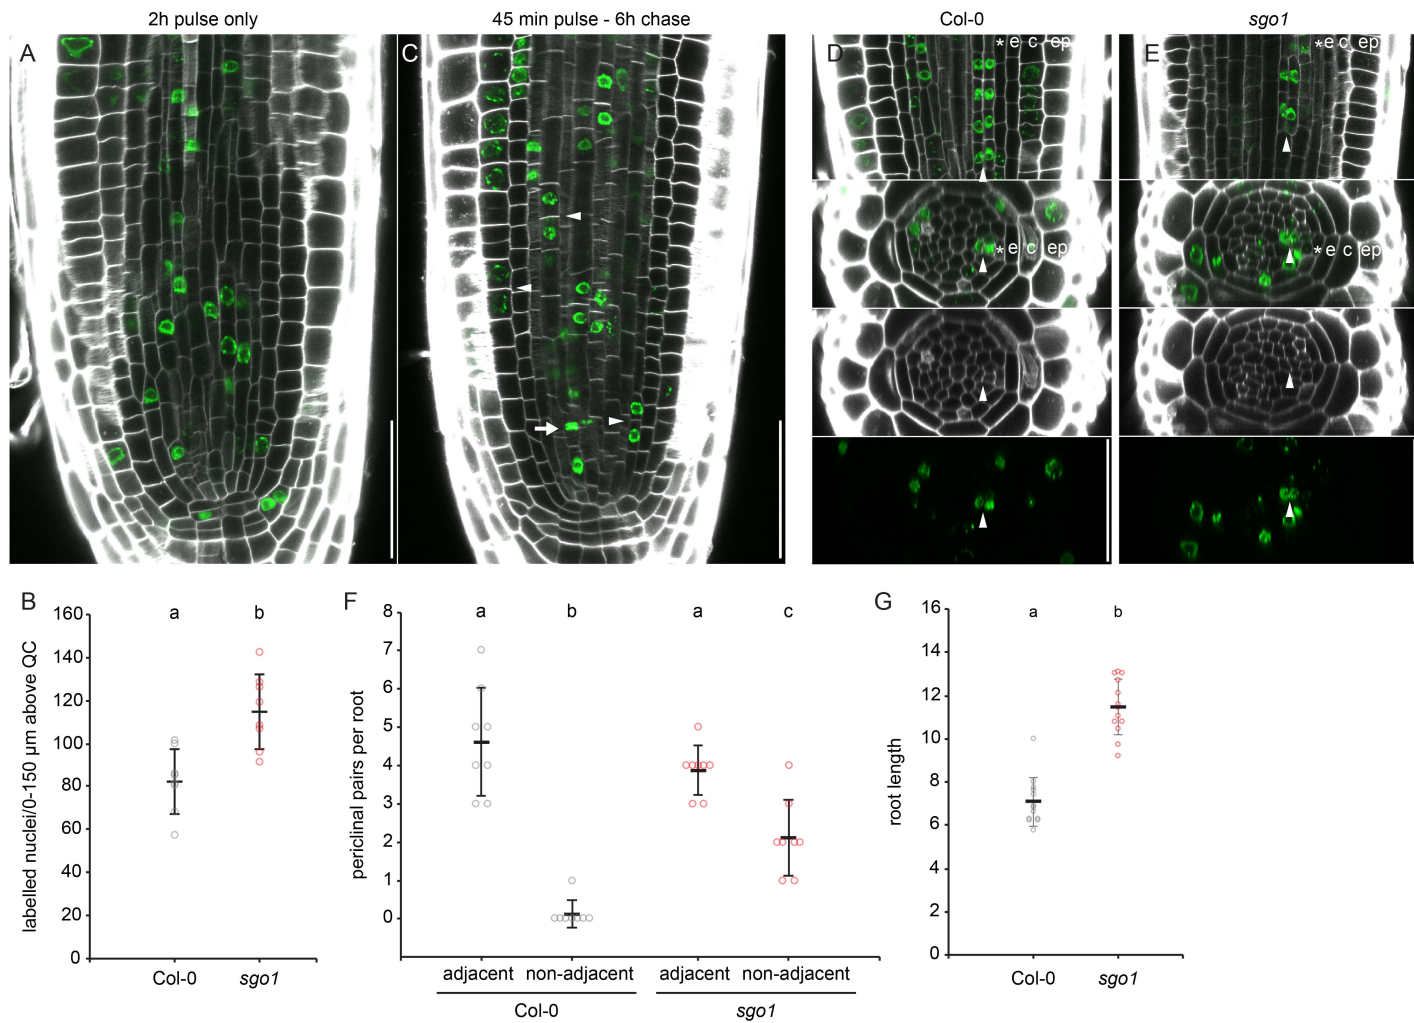 2h pulse only
45 min pulse - 6h chase
Col-0
sgo1
A
C
D
* e c ep
E
* e c ep
* e c ep
* e c ep
B
labelled nuclei/0-150 µm above QC
160
140
120
100
80
60
40
20
0
a
b
Col-0
sgo1
F
periclinal pairs per root
8
7
6
5
4
3
2
1
0
a
b
a
c
adjacent
non-adjacent
adjacent
non-adjacent
Col-0
sgo1
G
root length
16
14
12
10
8
6
4
2
0
a
b
Col-0
sgo1